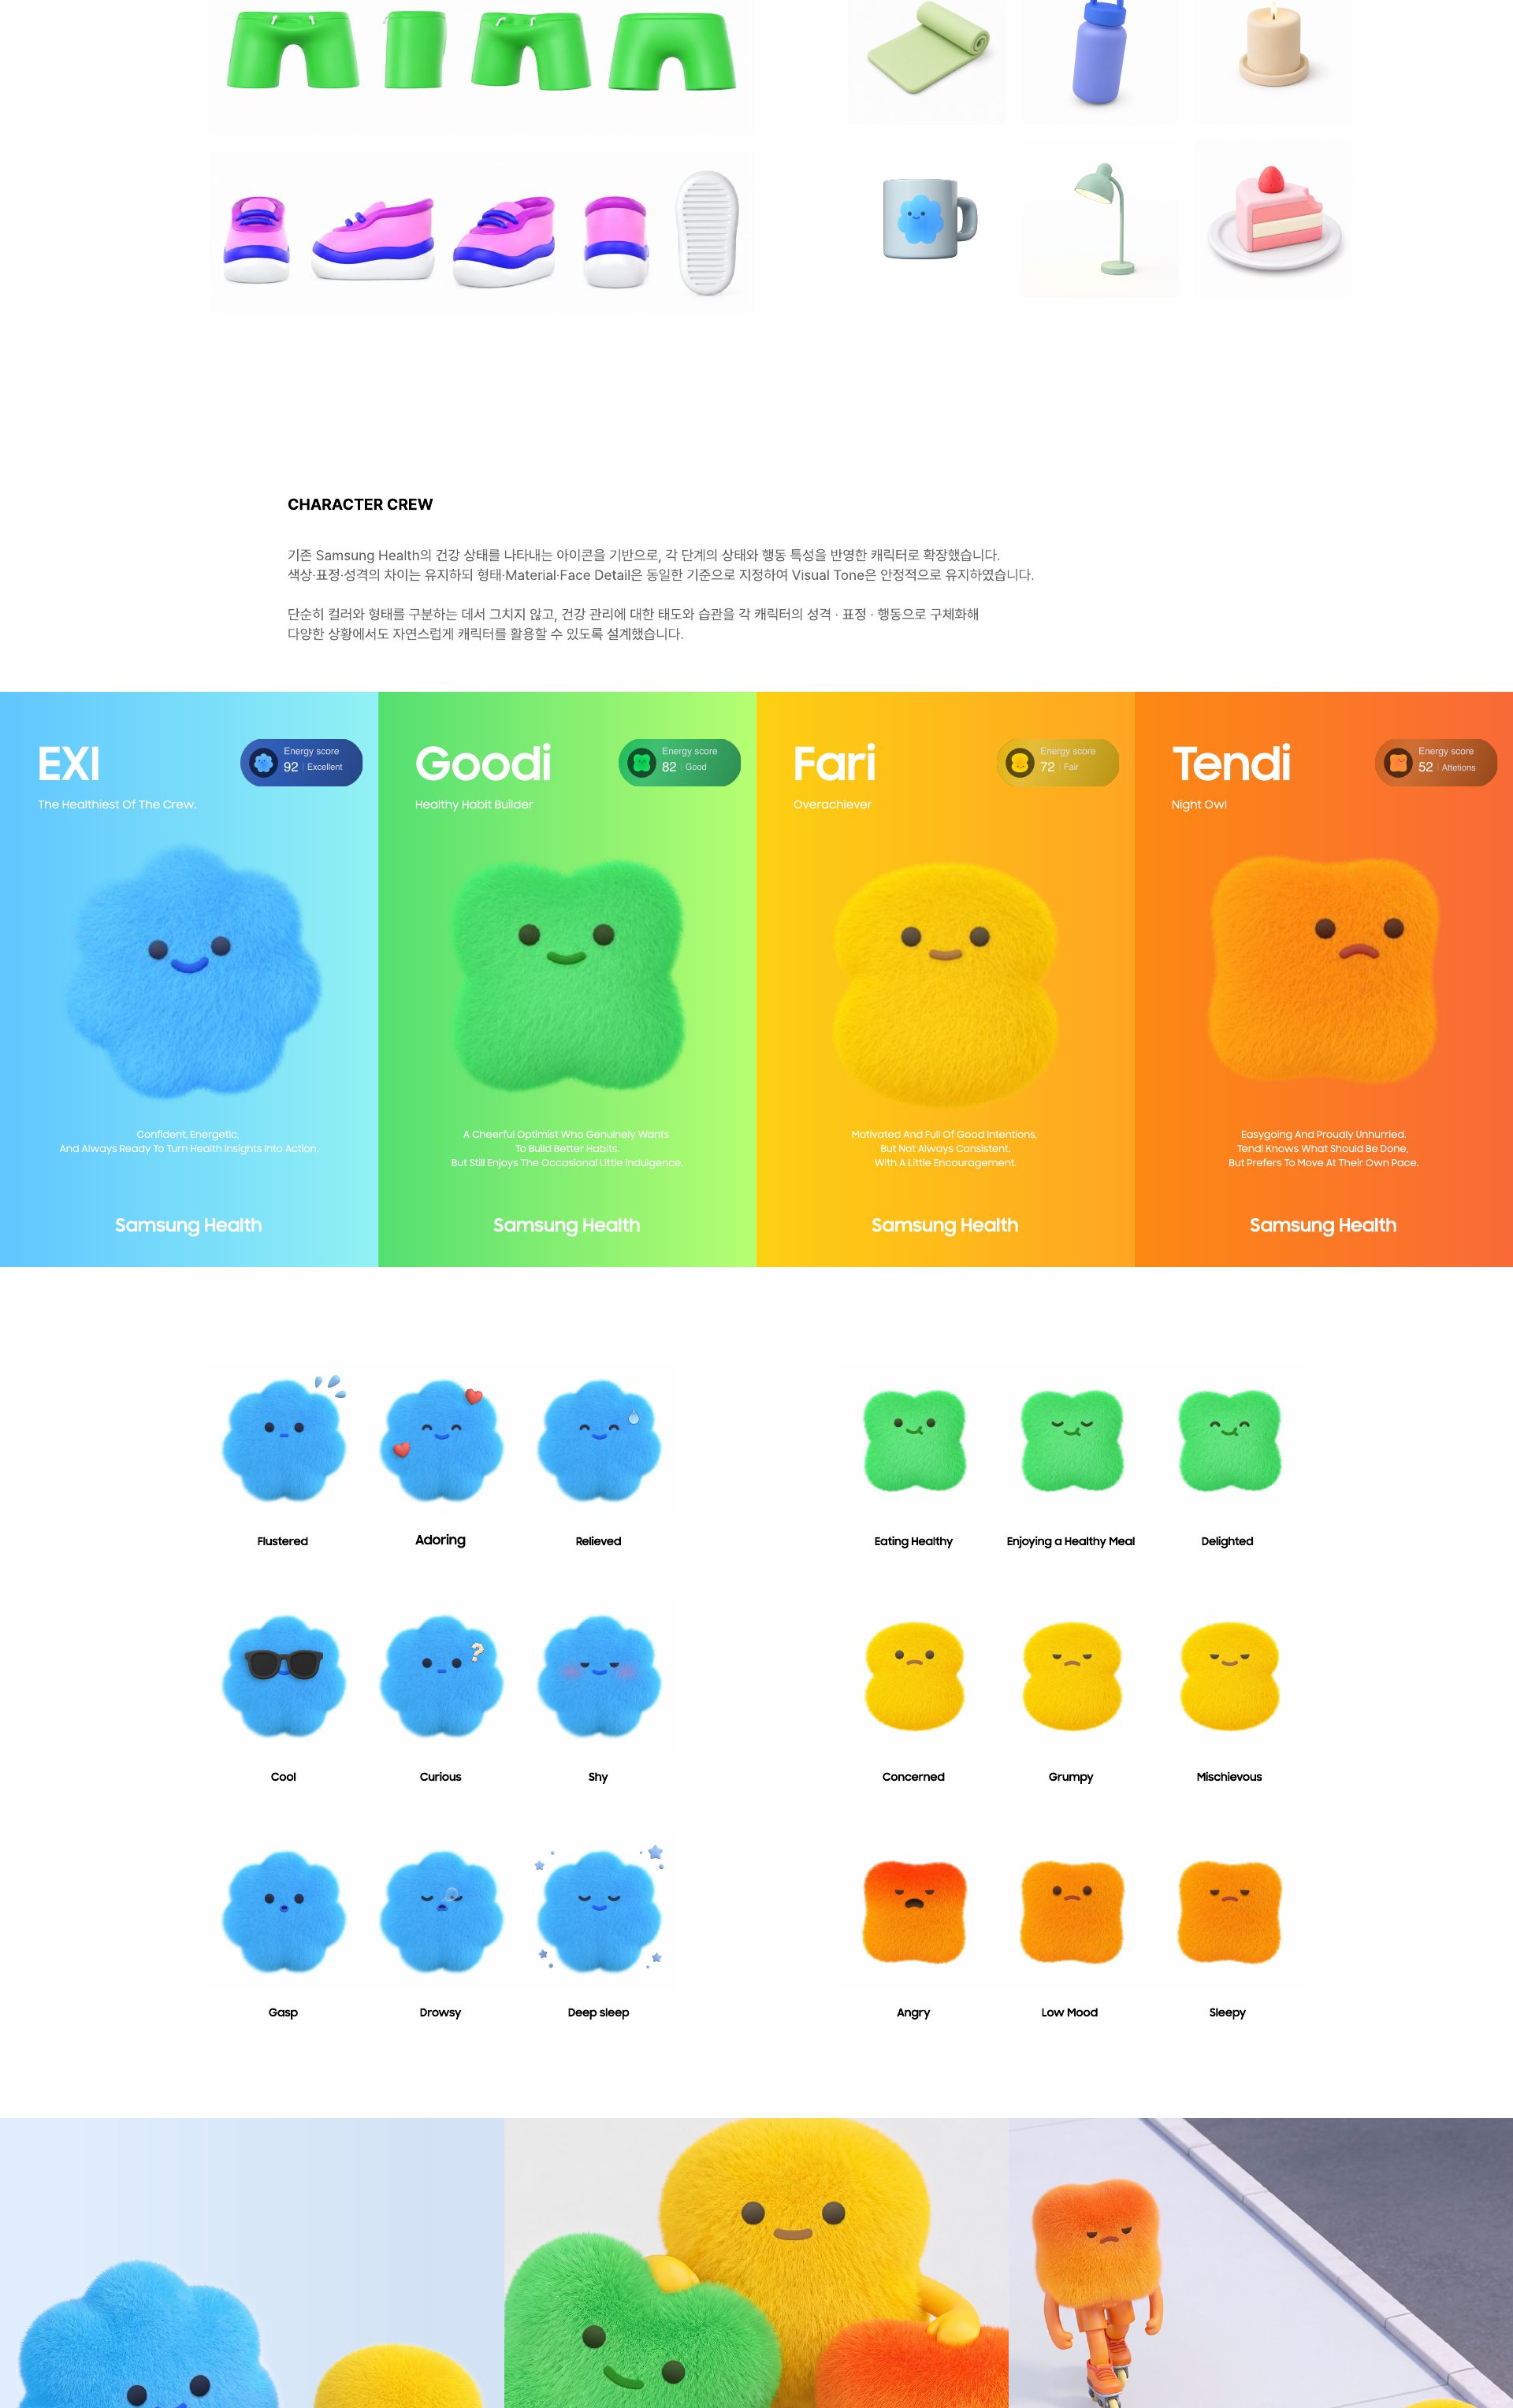 CHARACTER CREW
기존 Samsung Health의 건강 상태를 나타내는 아이콘을 기반으로, 각 단계의 상태와 행동 특성을 반영한 캐릭터로 확장했습니다.
색상·표정·성격의 차이는 유지하되 형태·Material·Face Detail은 동일한 기준으로 지정하여 Visual Tone은 안정적으로 유지하였습니다.
단순히 컬러와 형태를 구분하는 데서 그치지 않고, 건강 관리에 대한 태도와 습관을 각 캐릭터의 성격 · 표정 · 행동으로 구체화해
다양한 상황에서도 자연스럽게 캐릭터를 활용할 수 있도록 설계했습니다.
EXI
Energy score
92 | Excellent
The Healthiest Of The Crew.
Confident, Energetic,
And Always Ready To Turn Health Insights Into Action.
Samsung Health
Goodi
Energy score
82 | Good
Healthy Habit Builder
A Cheerful Optimist Who Genuinely Wants
To Build Better Habits.
But Still Enjoys The Occasional Little Indulgence.
Samsung Health
Fari
Energy score
72 | Fair
Overachiever
Motivated And Full Of Good Intentions,
But Not Always Consistent.
With A Little Encouragement.
Samsung Health
Tendi
Energy score
52 | Attetions
Night Owl
Easygoing And Proudly Unhurried.
Tendi Knows What Should Be Done,
But Prefers To Move At Their Own Pace.
Samsung Health
Flustered
Adoring
Relieved
Eating Healthy
Enjoying a Healthy Meal
Delighted
?
Cool
Curious
Shy
Concerned
Grumpy
Mischievous
Gasp
Drowsy
Deep sleep
Angry
Low Mood
Sleepy